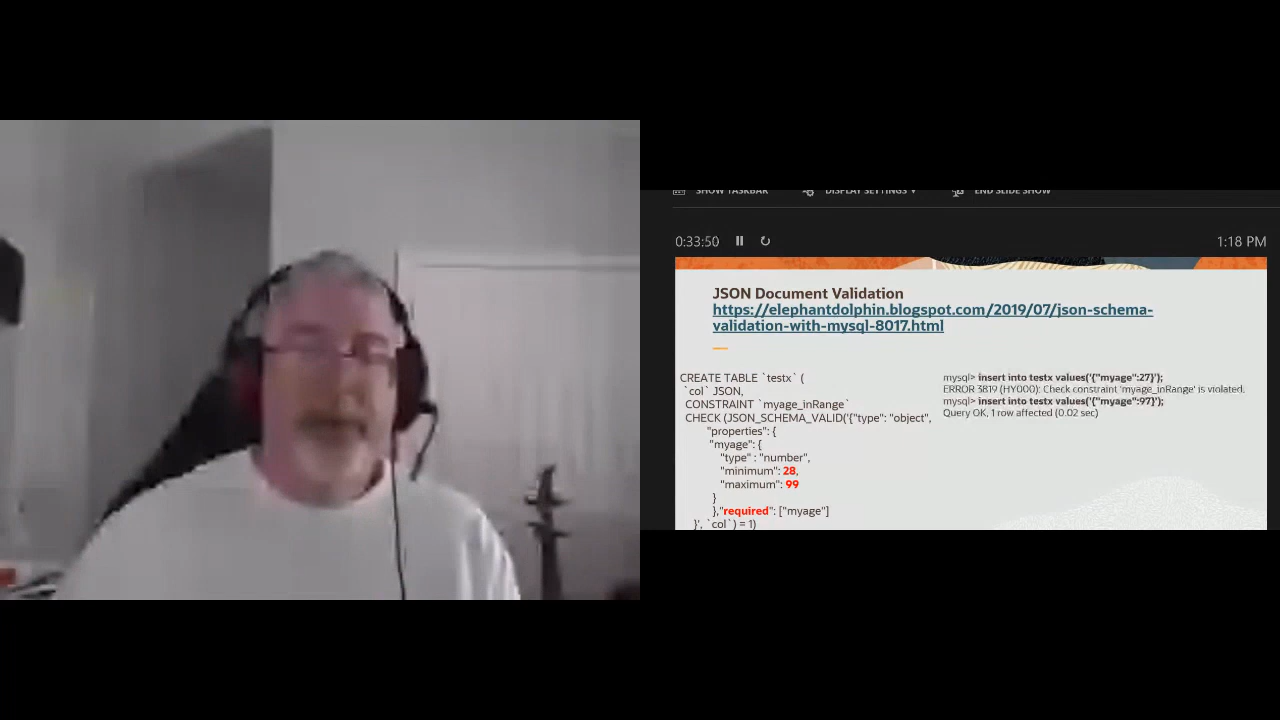 SHOW TASKBAR DISPLAY SETTINGS ▼ END SLIDE SHOW
0:33:50 1:18 PM
JSON Document Validation
https://elephantdolphin.blogspot.com/2019/07/json-schema-
validation-with-mysql-8017.html
CREATE TABLE `testx` (
`col` JSON,
CONSTRAINT `myage_inRange`
CHECK (JSON_SCHEMA_VALID('{"type": "object",
"properties": {
"myage": {
"type" : "number",
"minimum": 28,
"maximum": 99
}
},"required": ["myage"]
}', `col`) = 1)
mysql> insert into testx values('{"myage":27}');
ERROR 3819 (HY000): Check constraint 'myage_inRange' is violated.
mysql> insert into testx values('{"myage":97}');
Query OK, 1 row affected (0.02 sec)